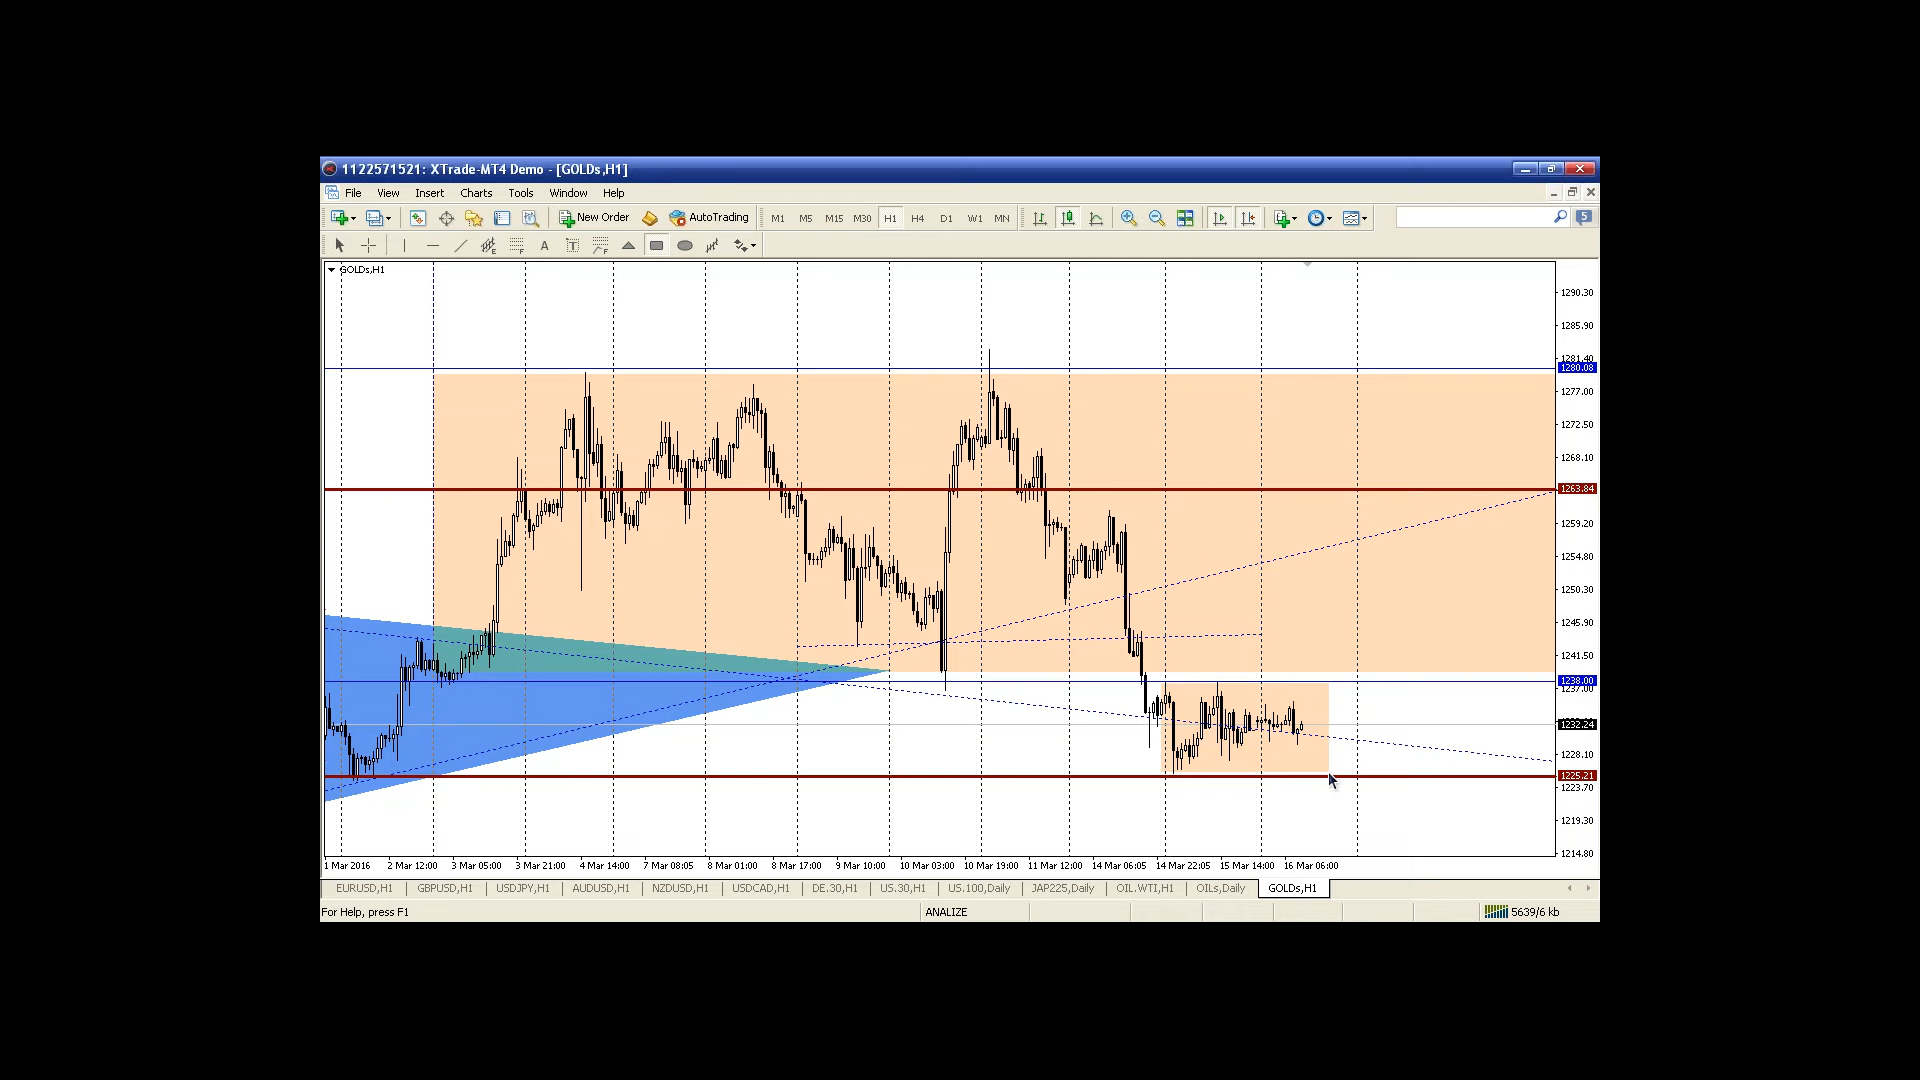 1122571521: XTrade-MT4 Demo - [GOLDs,H1]
File View Insert Charts Tools Window Help
New Order AutoTrading M1 M5 M15 M30 H1 H4 D1 W1 MN 5
A T F F
GOLDs,H1
1290.30
1285.90
1281.40
1280.08
1277.00
1272.50
1268.10
1263.84
1259.20
1254.80
1250.30
1245.90
1241.50
1238.00
1237.00
1232.24
1228.10
1225.21
1223.70
1219.30
1214.80
1 Mar 2016 2 Mar 12:00 3 Mar 05:00 3 Mar 21:00 4 Mar 14:00 7 Mar 08:05 8 Mar 01:00 8 Mar 17:00 9 Mar 10:00 10 Mar 03:00 10 Mar 19:00 11 Mar 12:00 14 Mar 06:05 14 Mar 22:05 15 Mar 14:00 16 Mar 06:00
EURUSD,H1 GBPUSD,H1 USDJPY,H1 AUDUSD,H1 NZDUSD,H1 USDCAD,H1 DE.30,H1 US.30,H1 US.100,Daily JAP225,Daily OIL.WTI,H1 OILs,Daily GOLDs,H1
For Help, press F1 ANALIZE 5639/6 kb